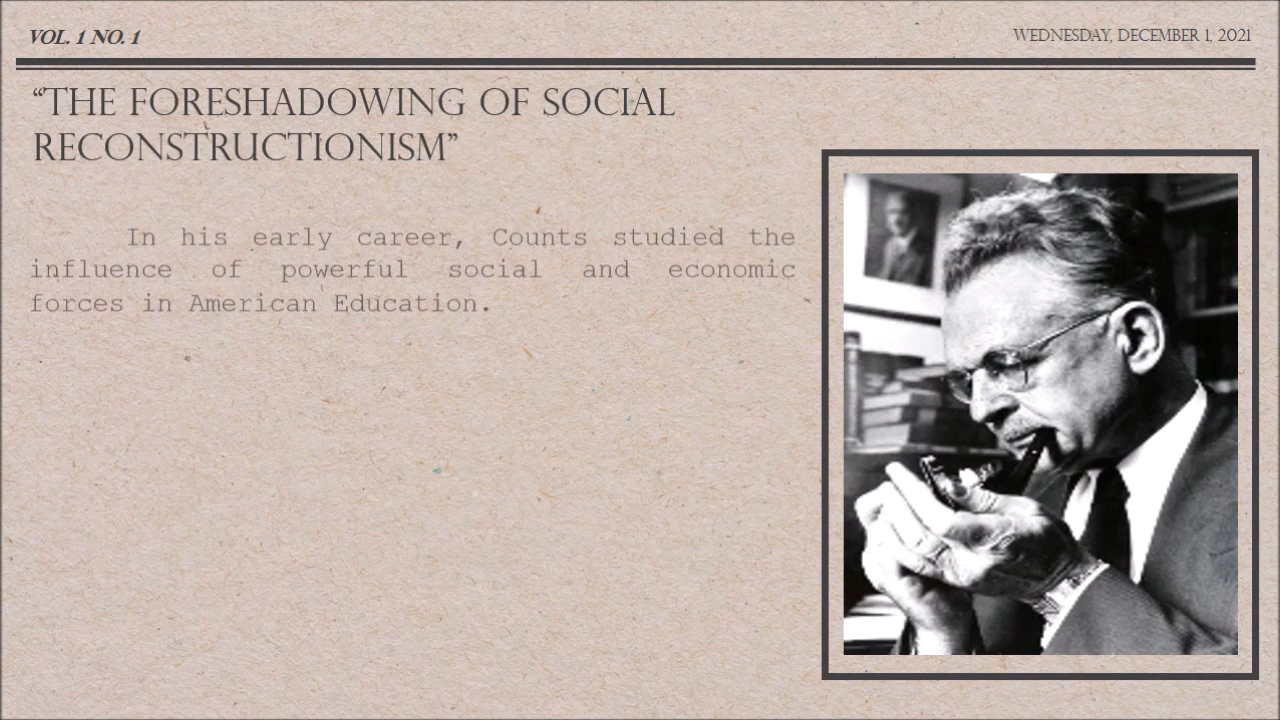 VOL. 1 NO. 1
WEDNESDAY, DECEMBER 1, 2021
“THE FORESHADOWING OF SOCIAL
RECONSTRUCTIONISM”
In his early career, Counts studied the
influence of powerful social and economic
forces in American Education.